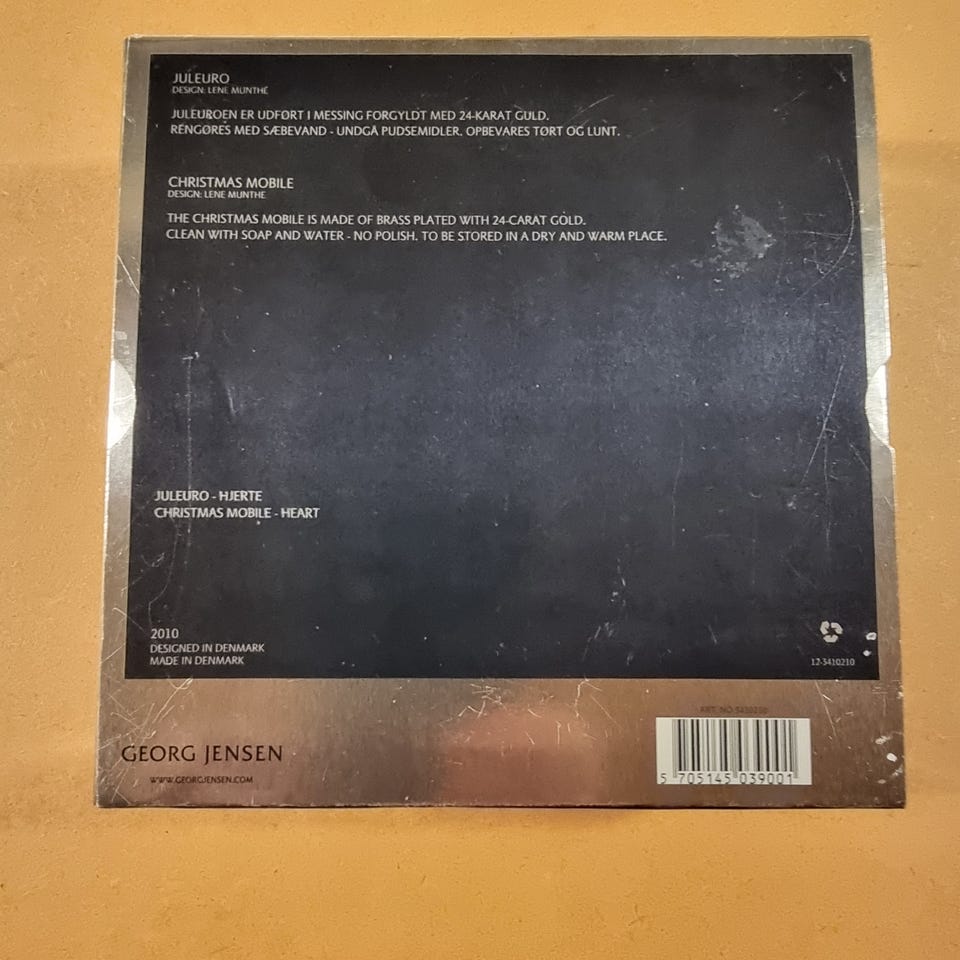 JULEURO
DESIGN: LENE MUNTHE
JULEUROEN ER UDFØRT I MESSING FORGYLDT MED 24-KARAT GULD.
RENGØRES MED SÆBEVAND - UNDGÅ PUDSEMIDLER. OPBEVARES TØRT OG LUNT.
CHRISTMAS MOBILE
DESIGN: LENE MUNTHE
THE CHRISTMAS MOBILE IS MADE OF BRASS PLATED WITH 24-CARAT GOLD.
CLEAN WITH SOAP AND WATER - NO POLISH. TO BE STORED IN A DRY AND WARM PLACE.
JULEURO - HJERTE
CHRISTMAS MOBILE - HEART
2010
DESIGNED IN DENMARK
MADE IN DENMARK
12-3410210
ART. NO.
GEORG JENSEN
WWW.GEORGJENSEN.COM
5 705145 039001